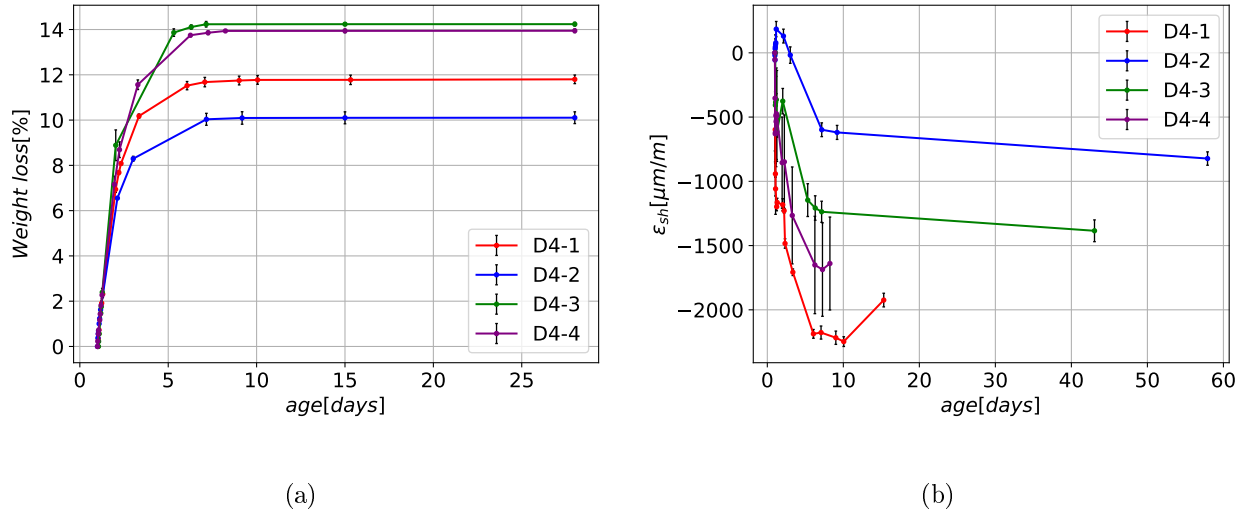 14
12
10
8
6
4
2
0
Weight loss[%]
0 5 10 15 20 25
age[days]
D4-1
D4-2
D4-3
D4-4
(a)
0
−500
−1000
−1500
−2000
ε_sh[μm/m]
0 10 20 30 40 50 60
age[days]
D4-1
D4-2
D4-3
D4-4
(b)